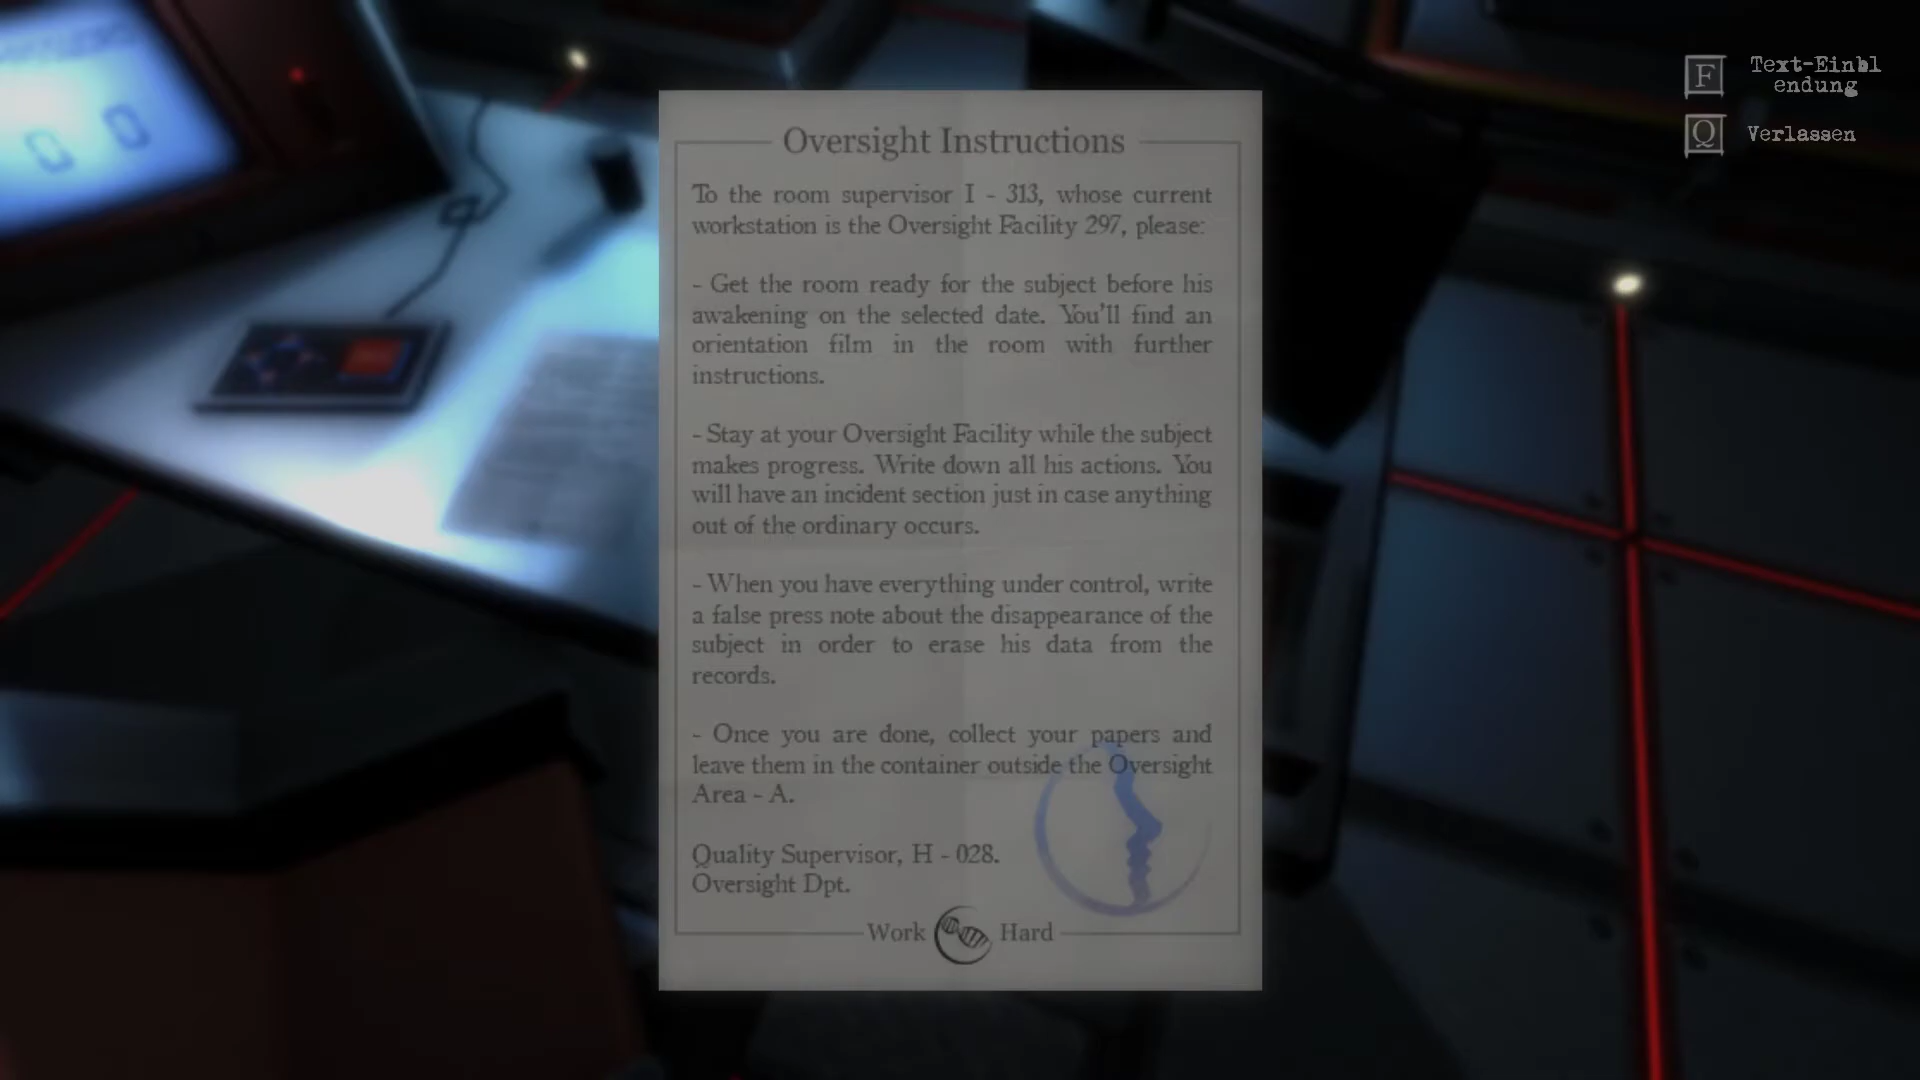 Text-Einbl
endung
F
Q
Verlassen
Oversight Instructions
To the room supervisor I - 313, whose current
workstation is the Oversight Facility 297, please:
- Get the room ready for the subject before his
awakening on the selected date. You'll find an
orientation film in the room with further
instructions.
- Stay at your Oversight Facility while the subject
makes progress. Write down all his actions. You
will have an incident section just in case anything
out of the ordinary occurs.
- When you have everything under control, write
a false press note about the disappearance of the
subject in order to erase his data from the
records.
- Once you are done, collect your papers and
leave them in the container outside the Oversight
Area - A.
Quality Supervisor, H - 028.
Oversight Dpt.
Work Hard
0 0